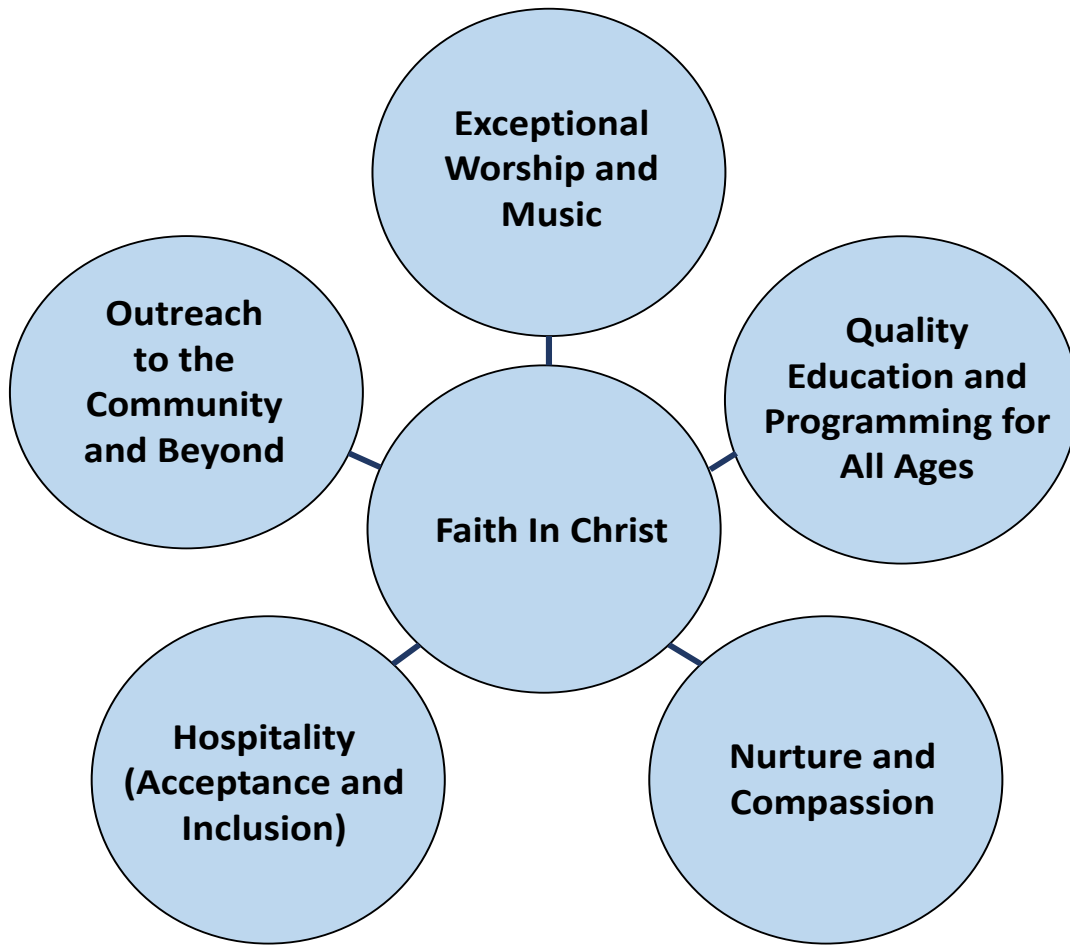 Exceptional
Worship and
Music
Outreach
to the
Community
and Beyond
Quality
Education and
Programming for
All Ages
Faith In Christ
Hospitality
(Acceptance and
Inclusion)
Nurture and
Compassion